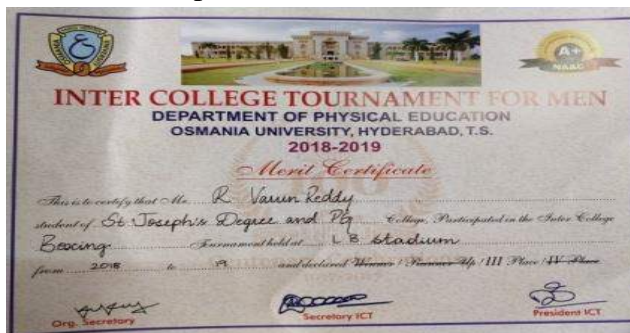 A+
NAAC
INTER COLLEGE TOURNAMENT FOR MEN
DEPARTMENT OF PHYSICAL EDUCATION
OSMANIA UNIVERSITY, HYDERABAD, T.S.
2018-2019
Merit Certificate
This is to certify that Mr. R Varun Reddy
student of St. Joseph's Degree and PG College, Participated in the Inter College
Boxing Tournament held at L B Stadium
from 2018 to 19 and declared Winner / Runner Up / III Place / IV Place
Org. Secretary Secretary ICT President ICT